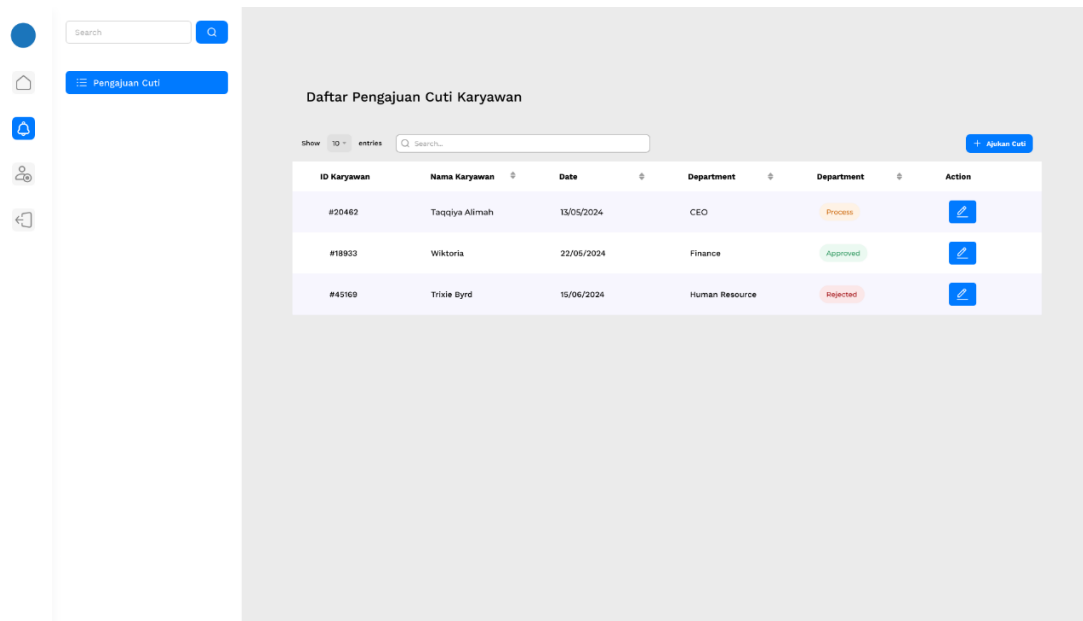 Search
Pengajuan Cuti
Daftar Pengajuan Cuti Karyawan
Show 10 entries Search... + Ajukan Cuti
ID Karyawan Nama Karyawan Date Department Department Action
#20462 Taqqiya Alimah 13/05/2024 CEO Process
#18933 Wiktoria 22/05/2024 Finance Approved
#45169 Trixie Byrd 15/06/2024 Human Resource Rejected